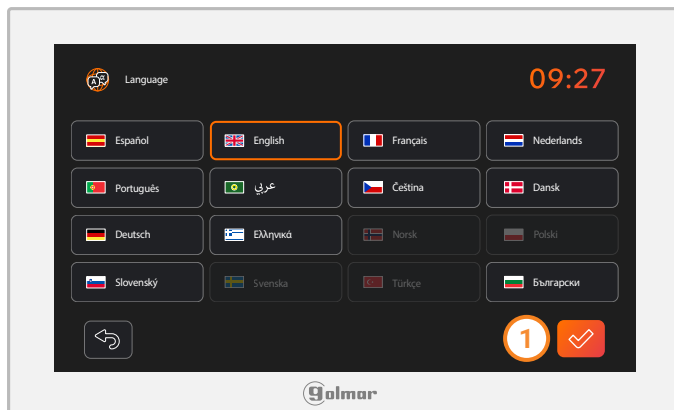 Language
09:27
Español
English
Français
Nederlands
Português
عربي
Čeština
Dansk
Deutsch
Ελληνικά
Norsk
Polski
Slovenský
Svenska
Türkçe
Български
1
golmar